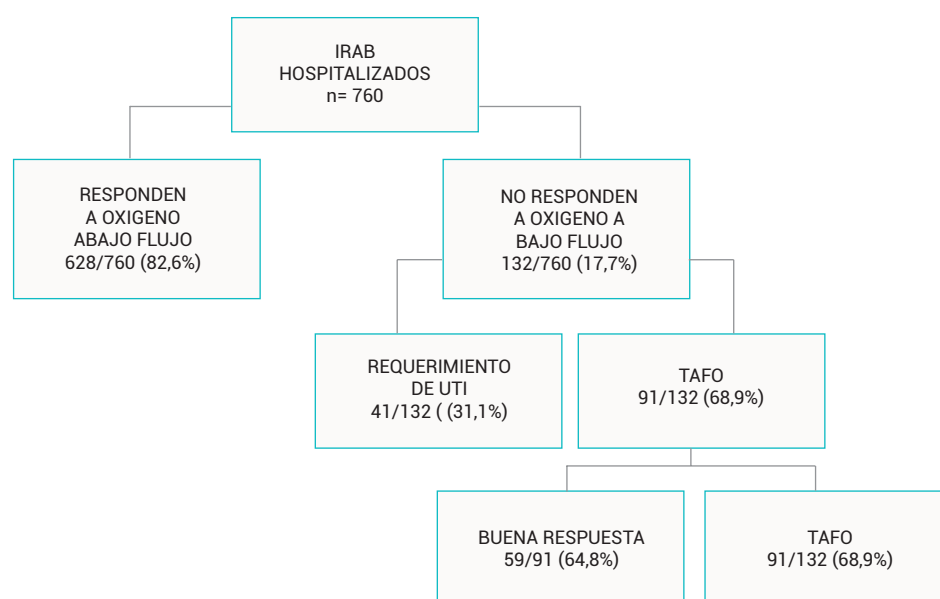 IRAB
HOSPITALIZADOS
n= 760
RESPONDEN
A OXIGENO
ABAJO FLUJO
628/760 (82,6%)
NO RESPONDEN
A OXIGENO A
BAJO FLUJO
132/760 (17,7%)
REQUERIMIENTO
DE UTI
41/132 ( (31,1%)
TAFO
91/132 (68,9%)
BUENA RESPUESTA
59/91 (64,8%)
TAFO
91/132 (68,9%)